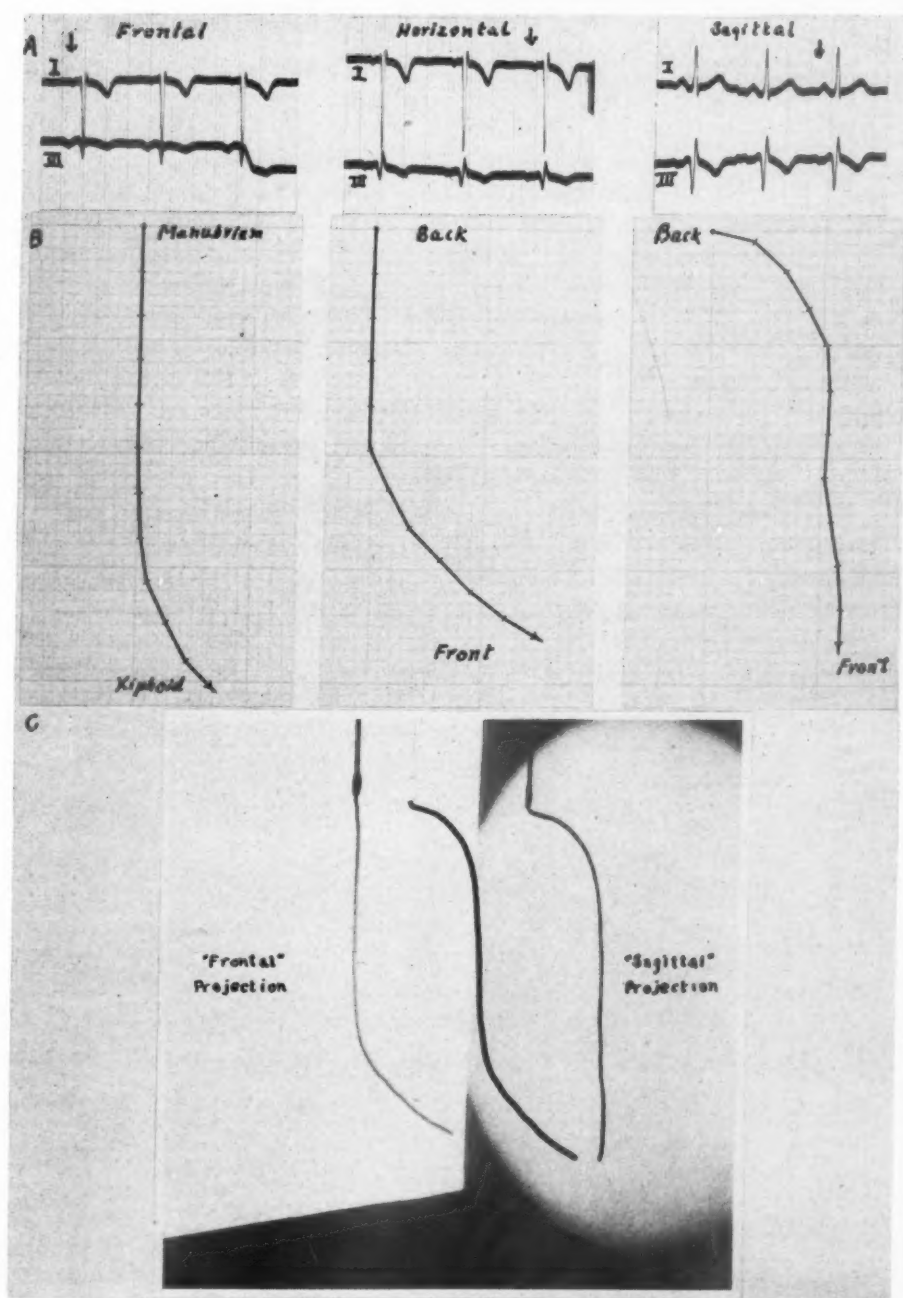 A
Frontal
I
III
Horizontal
I
III
Sagittal
I
III
B
Manubrium
Xiphoid
Back
Front
Back
Front
C
"Frontal"
Projection
"Sagittal"
Projection